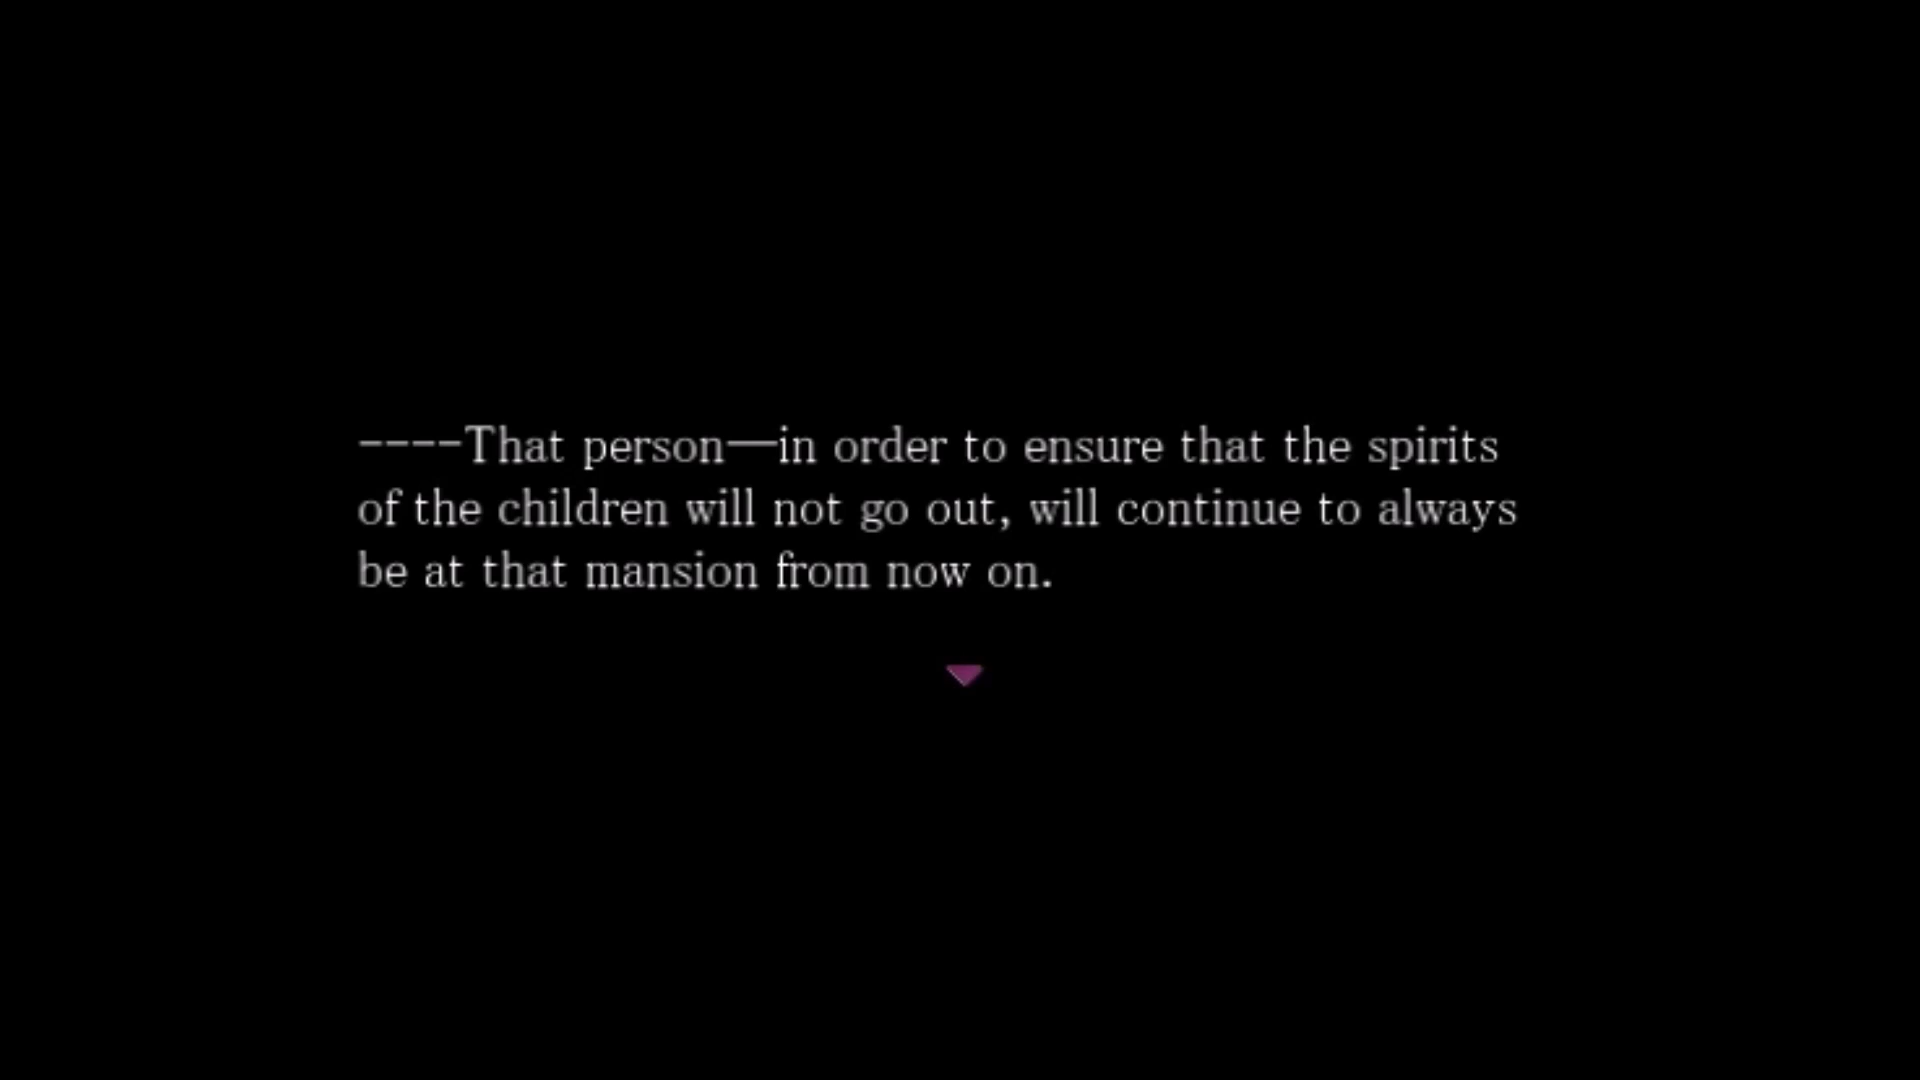 ----That person—in order to ensure that the spirits
of the children will not go out, will continue to always
be at that mansion from now on.